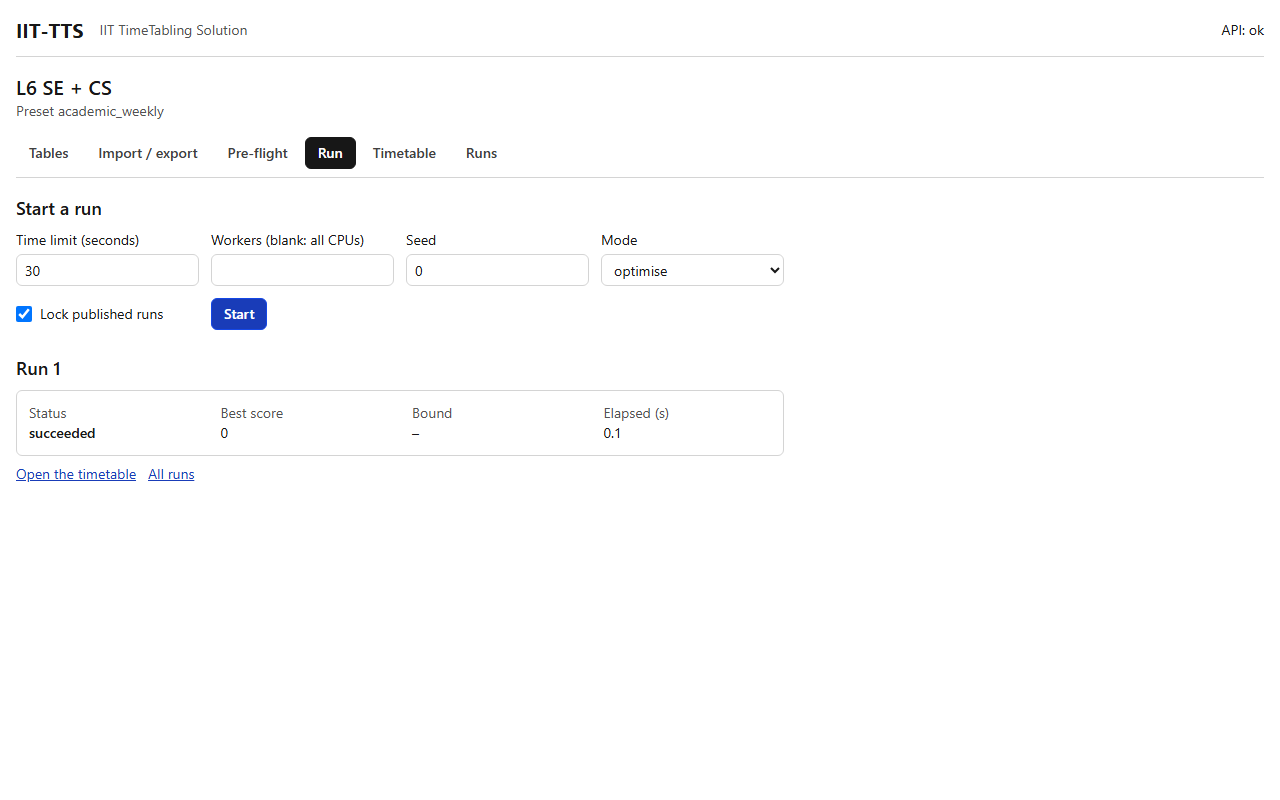 IIT-TTS IIT TimeTabling Solution API: ok
L6 SE + CS
Preset academic_weekly
Tables Import / export Pre-flight Run Timetable Runs
Start a run
Time limit (seconds) Workers (blank: all CPUs) Seed Mode
30 0 optimise
Lock published runs Start
Run 1
Status Best score Bound Elapsed (s)
succeeded 0 – 0.1
Open the timetable All runs